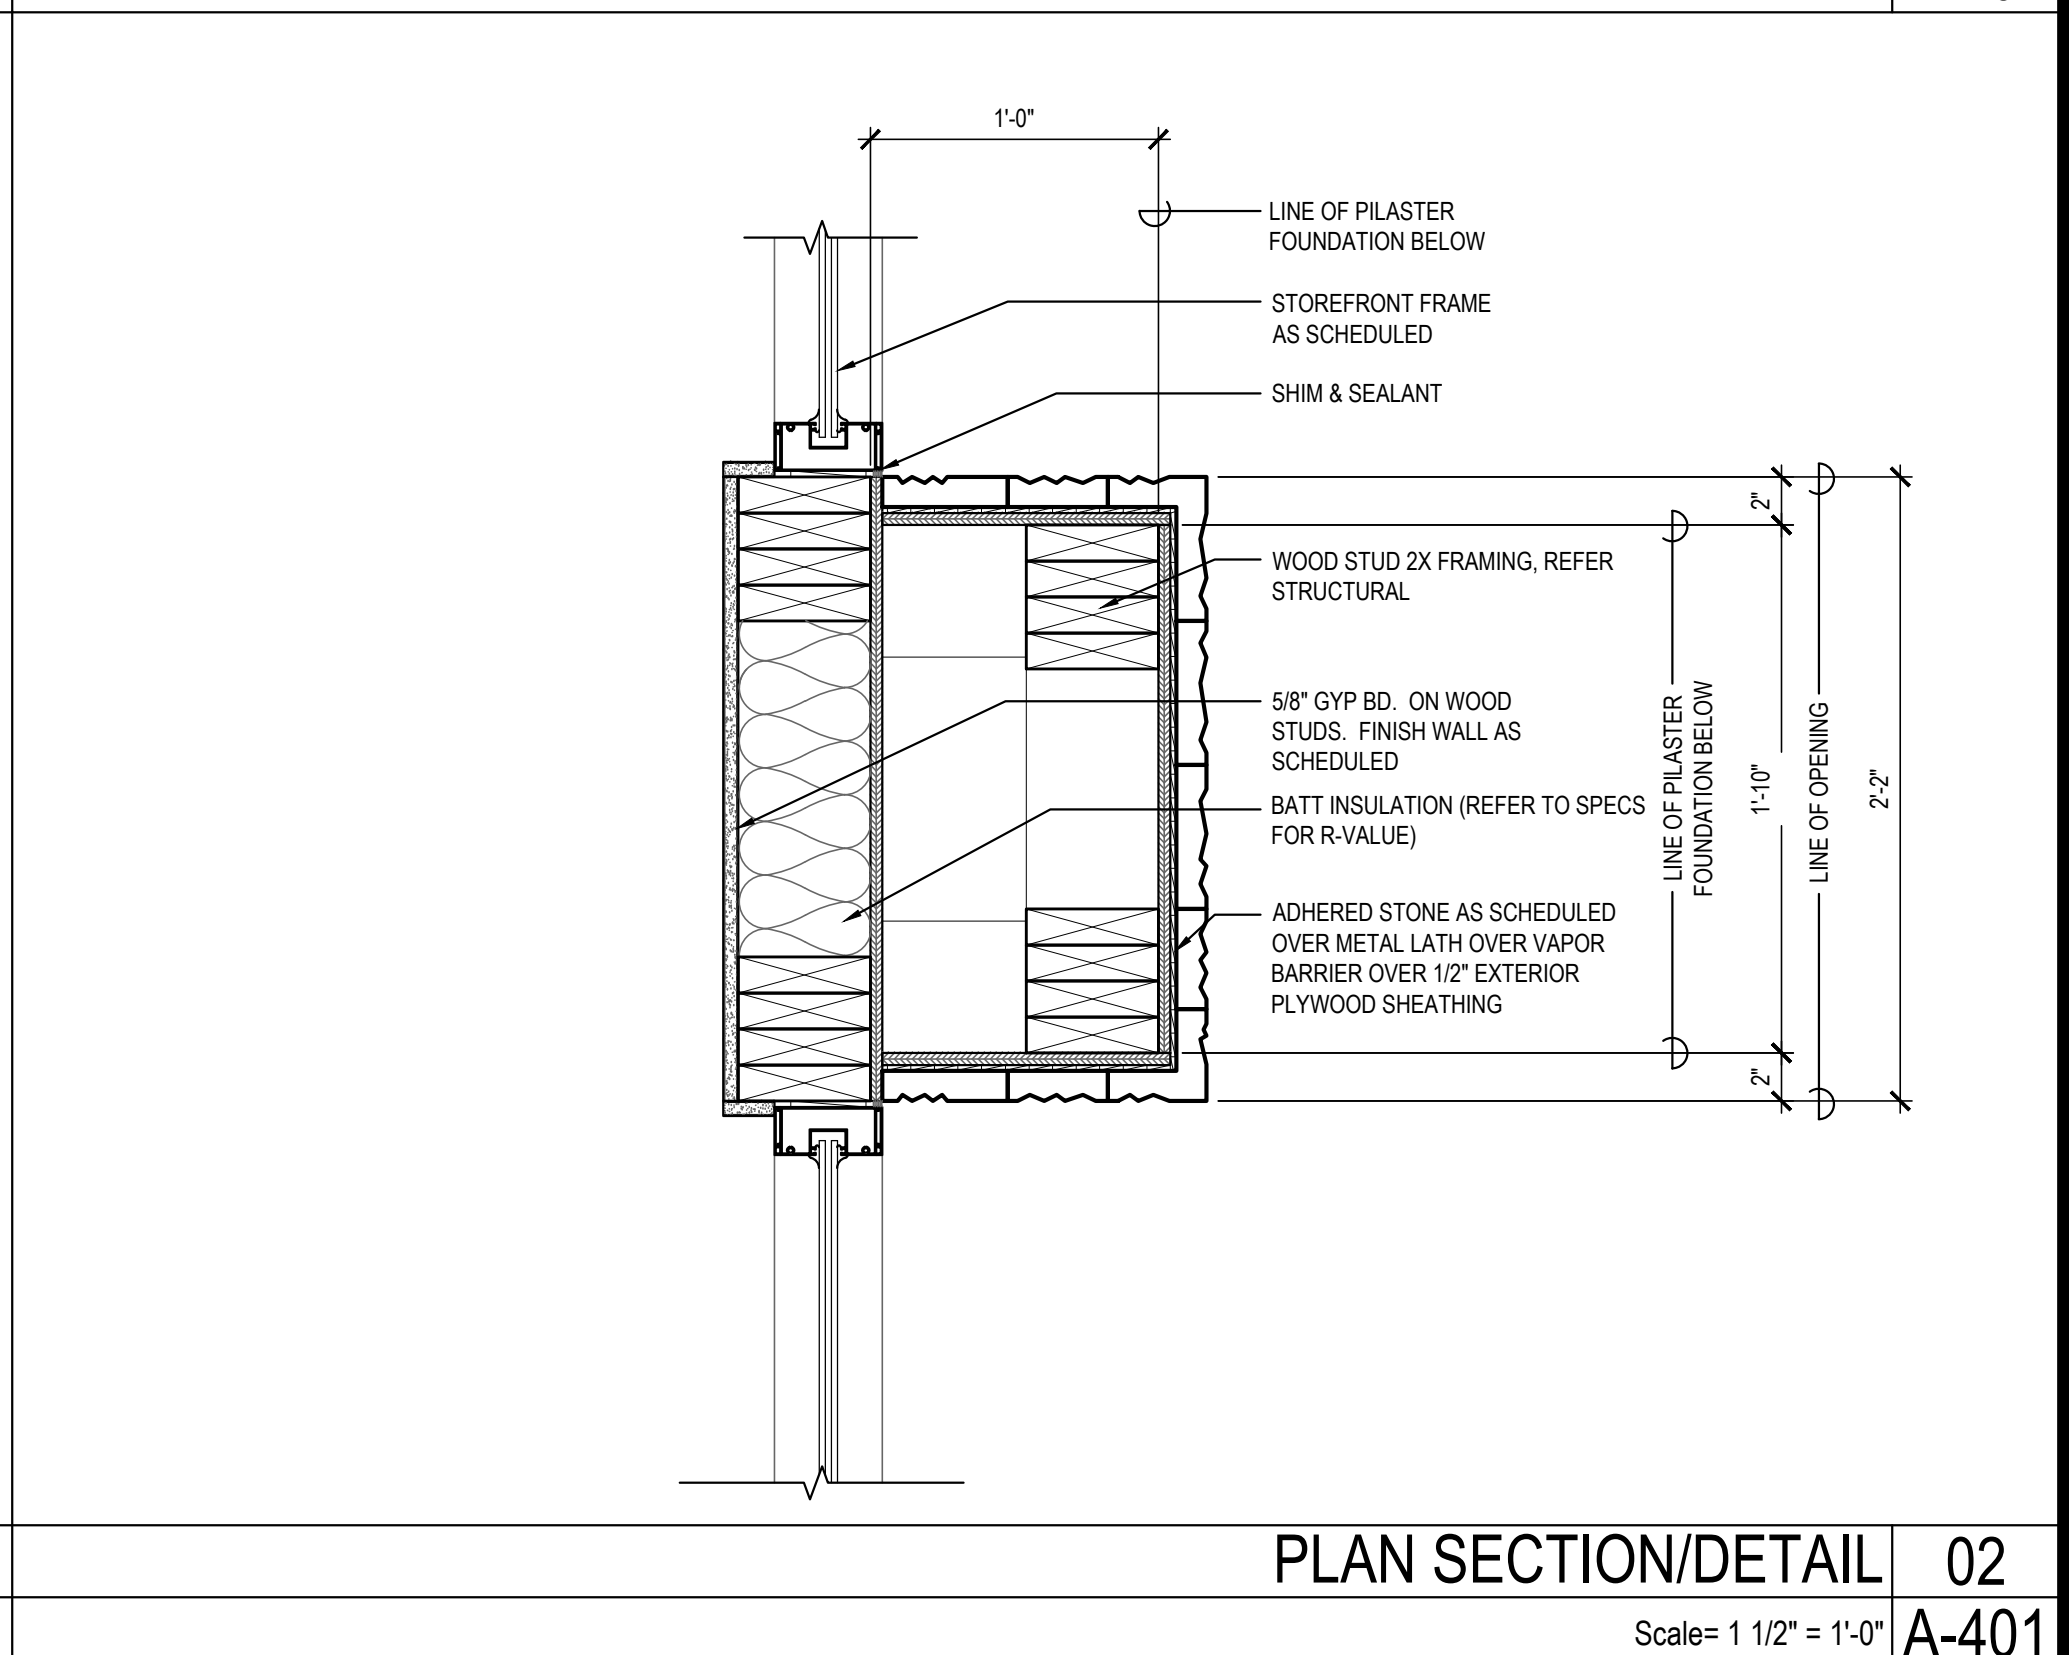 1'-0"
LINE OF PILASTER
FOUNDATION BELOW
STOREFRONT FRAME
AS SCHEDULED
SHIM & SEALANT
WOOD STUD 2X FRAMING, REFER
STRUCTURAL
5/8" GYP BD. ON WOOD
STUDS. FINISH WALL AS
SCHEDULED
BATT INSULATION (REFER TO SPECS
FOR R-VALUE)
ADHERED STONE AS SCHEDULED
OVER METAL LATH OVER VAPOR
BARRIER OVER 1/2" EXTERIOR
PLYWOOD SHEATHING
LINE OF PILASTER
FOUNDATION BELOW
2"
1'-10"
2"
LINE OF OPENING
2'-2"
PLAN SECTION/DETAIL
02
Scale= 1 1/2" = 1'-0"
A-401